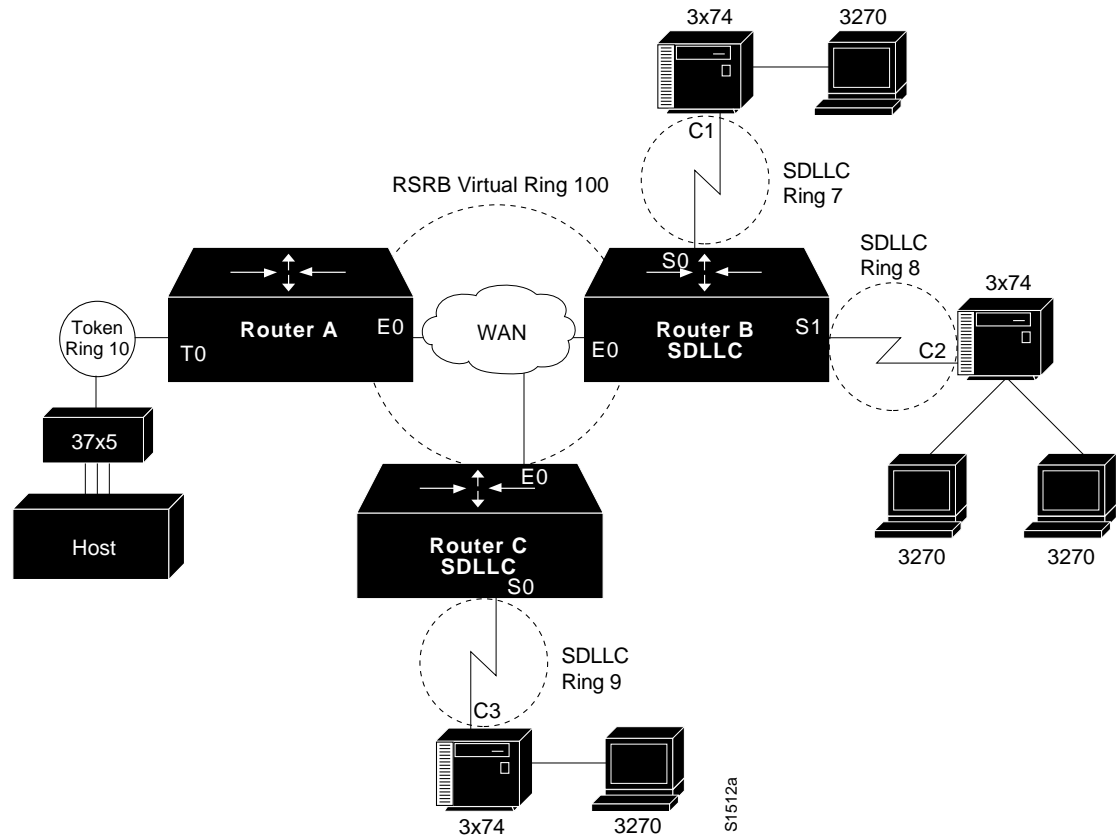 3x74
3270
C1
SDLLC
Ring 7
RSRB Virtual Ring 100
S0
SDLLC
Ring 8
3x74
Token
Ring 10
T0
Router A
E0
WAN
E0
Router B
SDLLC
S1
C2
37x5
Host
E0
Router C
SDLLC
S0
3270
3270
SDLLC
Ring 9
C3
3x74
3270
S1512a